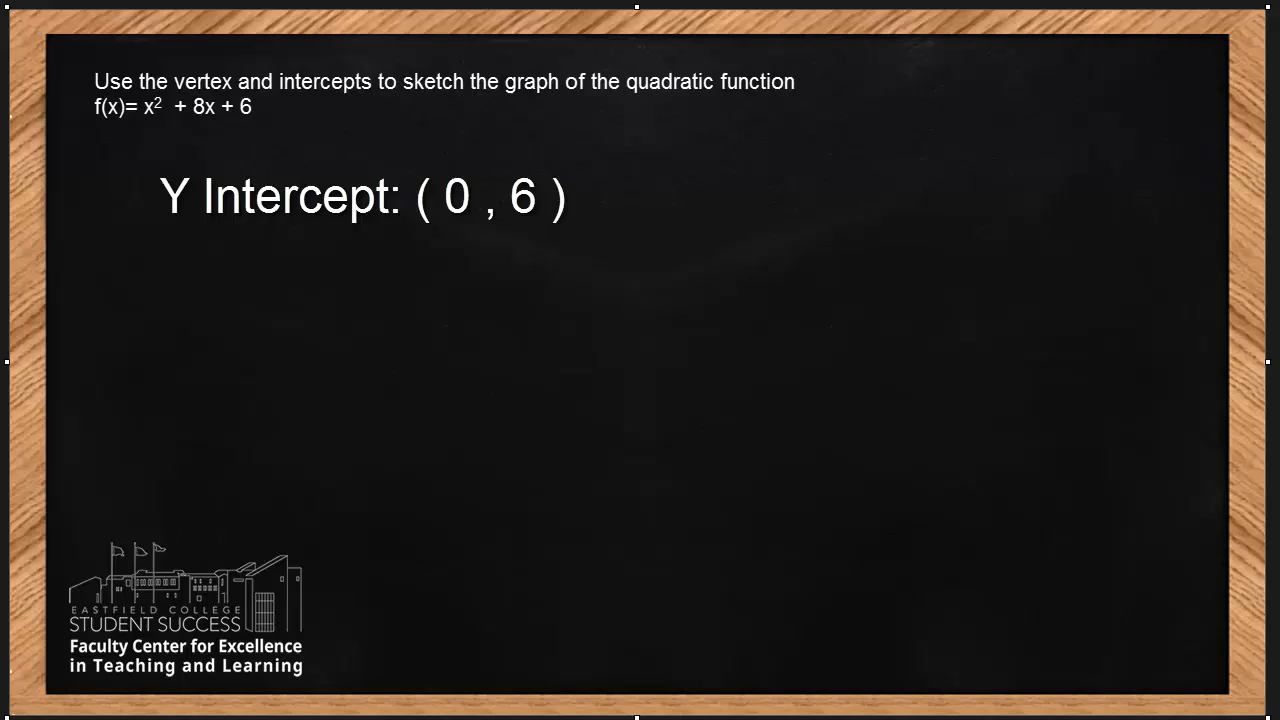 Use the vertex and intercepts to sketch the graph of the quadratic function
f(x)= x² + 8x + 6
Y Intercept: ( 0 , 6 )
EASTFIELD COLLEGE
STUDENT SUCCESS
Faculty Center for Excellence
in Teaching and Learning